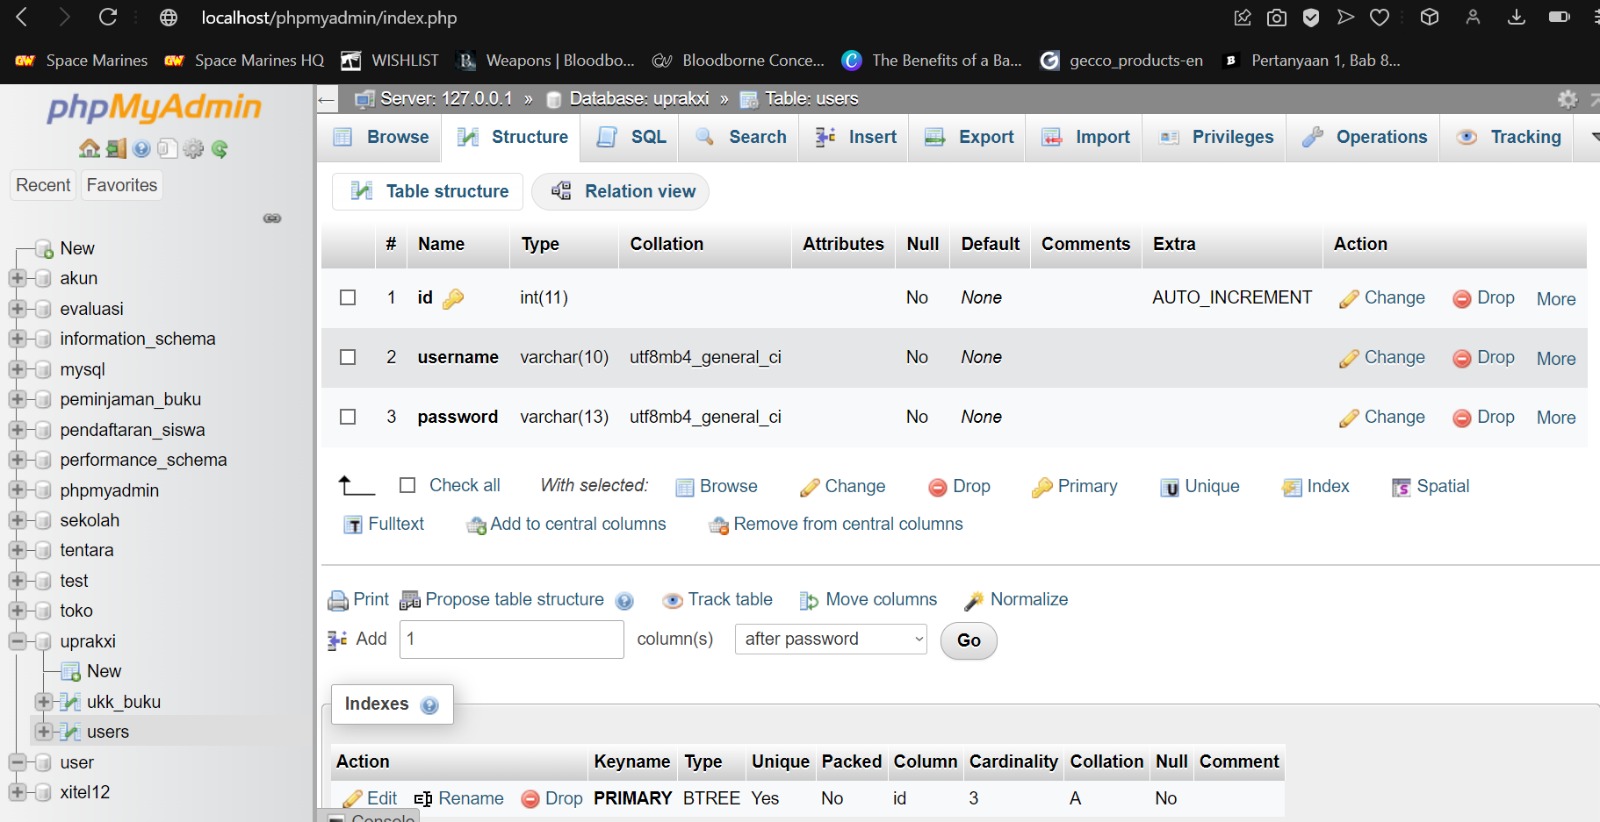 localhost/phpmyadmin/index.php
Space Marines Space Marines HQ WISHLIST Weapons | Bloodbo... Bloodborne Conce... The Benefits of a Ba... gecco_products-en Pertanyaan 1, Bab 8...
phpMyAdmin
Recent Favorites
New
akun
evaluasi
information_schema
mysql
peminjaman_buku
pendaftaran_siswa
performance_schema
phpmyadmin
sekolah
tentara
test
toko
uprakxi
New
ukk_buku
users
user
xitel12
Server: 127.0.0.1 » Database: uprakxi » Table: users
Browse Structure SQL Search Insert Export Import Privileges Operations Tracking
Table structure Relation view
# Name Type Collation Attributes Null Default Comments Extra Action
1 id int(11) No None AUTO_INCREMENT Change Drop More
2 username varchar(10) utf8mb4_general_ci No None Change Drop More
3 password varchar(13) utf8mb4_general_ci No None Change Drop More
Check all With selected: Browse Change Drop Primary Unique Index Spatial
Fulltext Add to central columns Remove from central columns
Print Propose table structure Track table Move columns Normalize
Add 1 column(s) after password Go
Indexes
Action Keyname Type Unique Packed Column Cardinality Collation Null Comment
Edit Rename Drop PRIMARY BTREE Yes No id 3 A No
Console